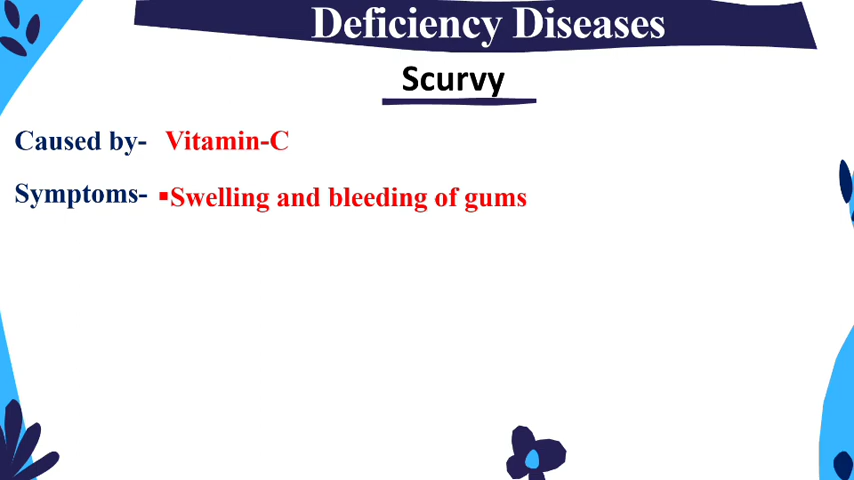 Deficiency Diseases
Scurvy
Caused by- Vitamin-C
Symptoms- ▪Swelling and bleeding of gums